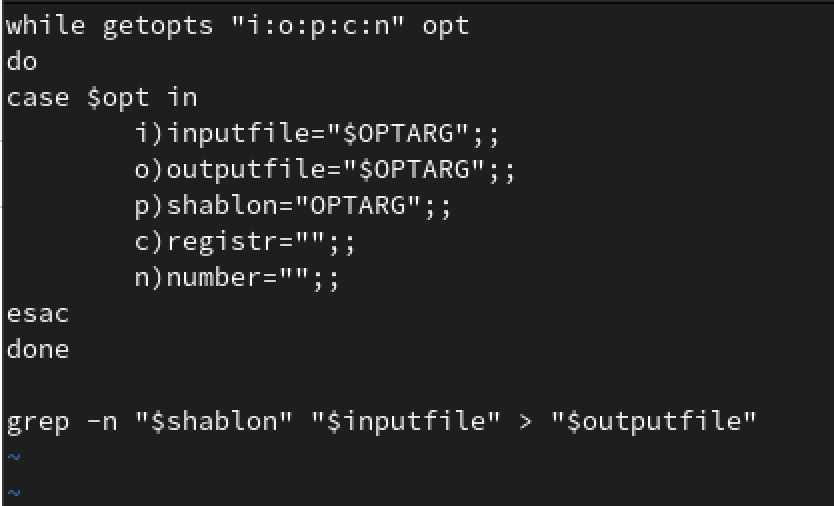 while getopts "i:o:p:c:n" opt
do
case $opt in
        i)inputfile="$OPTARG";;
        o)outputfile="$OPTARG";;
        p)shablon="OPTARG";;
        c)registr="";;
        n)number="";;
esac
done

grep -n "$shablon" "$inputfile" > "$outputfile"
~
~